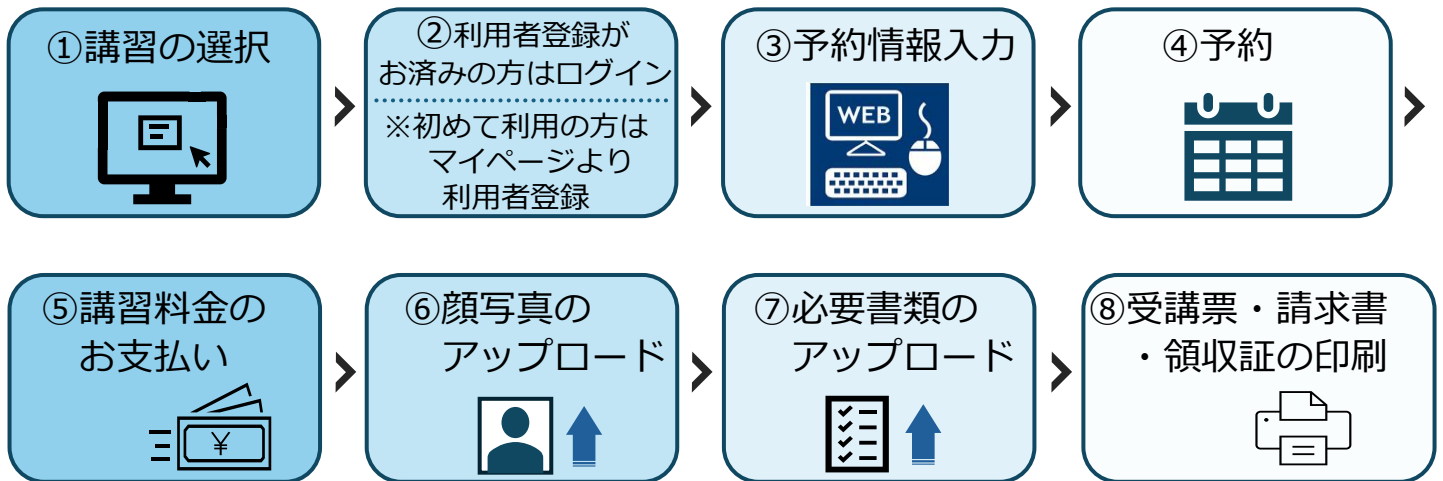 ①講習の選択
②利用者登録が
お済みの方はログイン
※初めて利用の方は
マイページより
利用者登録
③予約情報入力
WEB
④予約
⑤講習料金の
お支払い
¥
⑥顔写真の
アップロード
⑦必要書類の
アップロード
⑧受講票・請求書
・領収証の印刷